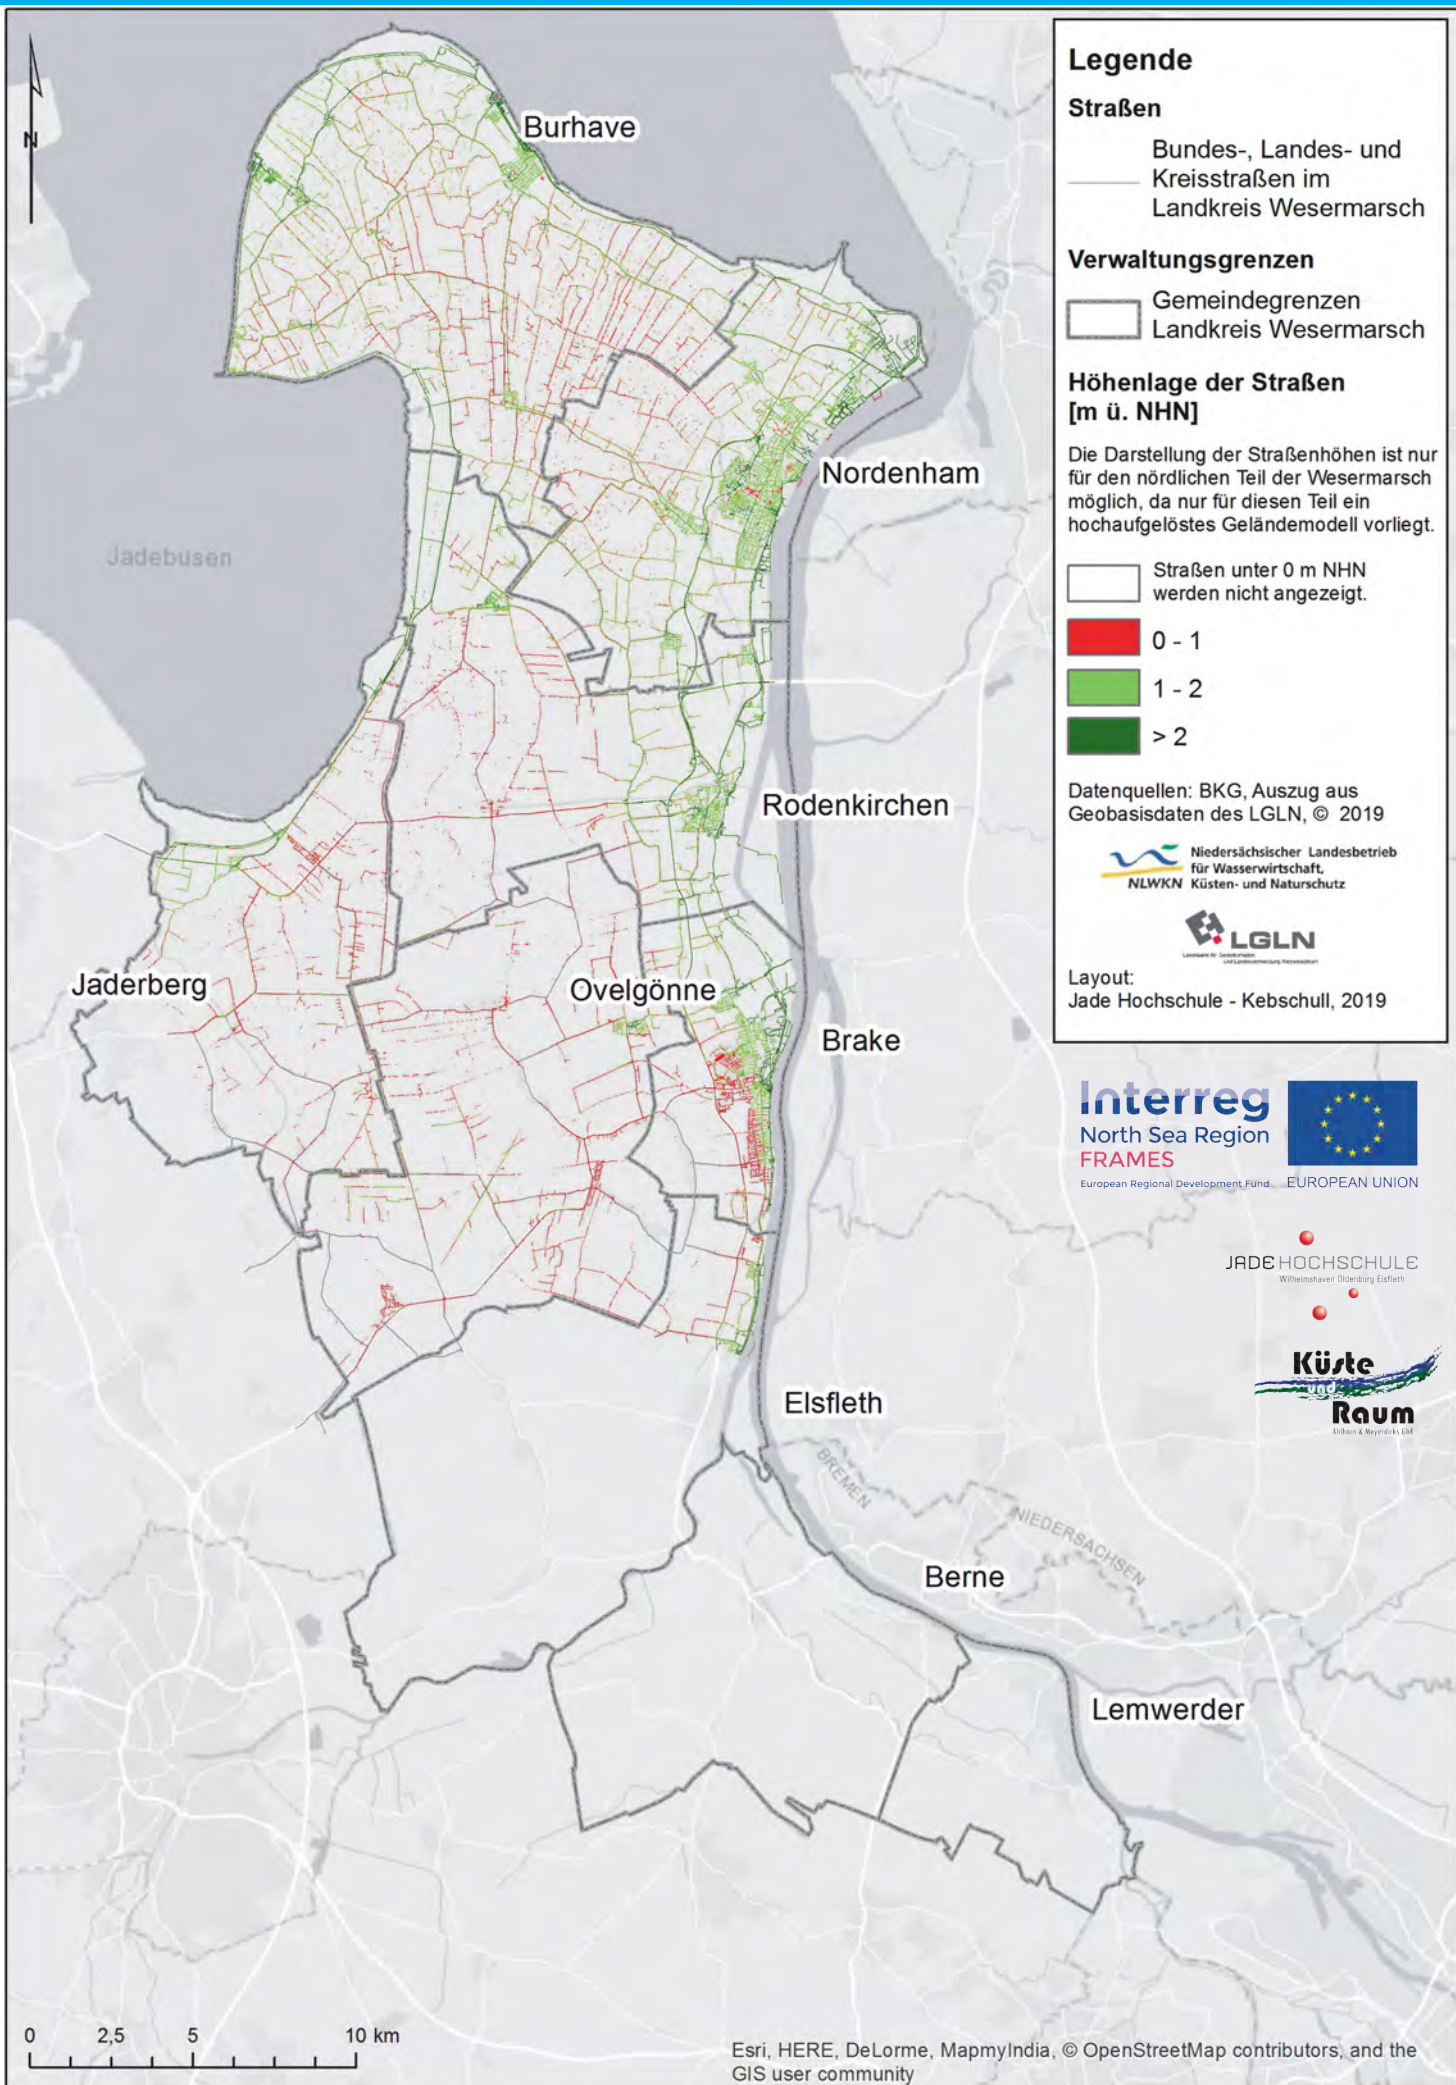 N
Burhave
Nordenham
Jadebusen
Rodenkirchen
Jaderberg
Ovelgönne
Brake
Elsfleth
BREMEN
NIEDERSACHSEN
Berne
Lemwerder
Legende
Straßen
Bundes-, Landes- und
Kreisstraßen im
Landkreis Wesermarsch
Verwaltungsgrenzen
Gemeindegrenzen
Landkreis Wesermarsch
Höhenlage der Straßen
[m ü. NHN]
Die Darstellung der Straßenhöhen ist nur
für den nördlichen Teil der Wesermarsch
möglich, da nur für diesen Teil ein
hochaufgelöstes Geländemodell vorliegt.
Straßen unter 0 m NHN
werden nicht angezeigt.
0 - 1
1 - 2
> 2
Datenquellen: BKG, Auszug aus
Geobasisdaten des LGLN, © 2019
Niedersächsischer Landesbetrieb
für Wasserwirtschaft,
NLWKN Küsten- und Naturschutz
LGLN
Layout:
Jade Hochschule - Kebschull, 2019
Interreg
North Sea Region
FRAMES
European Regional Development Fund EUROPEAN UNION
JADE HOCHSCHULE
Wilhelmshaven Oldenburg Elsfleth
Küste
und
Raum
Ahlhorn & Meyerdirks GbR
0 2,5 5 10 km
Esri, HERE, DeLorme, MapmyIndia, © OpenStreetMap contributors, and the
GIS user community